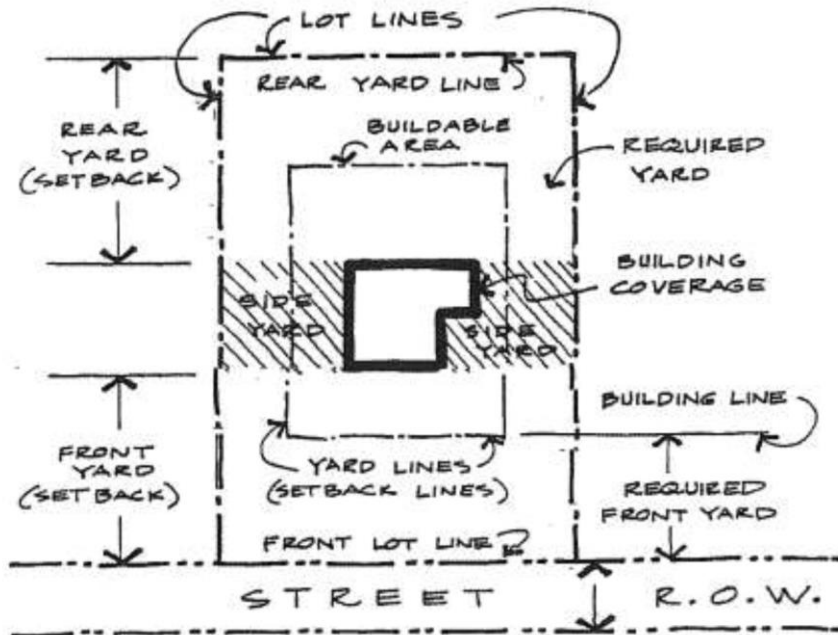 LOT LINES
REAR YARD LINE
BUILDABLE
AREA
REAR
YARD
(SETBACK)
REQUIRED
YARD
SIDE
YARD
SIDE
YARD
BUILDING
COVERAGE
BUILDING LINE
FRONT
YARD
(SETBACK)
YARD LINES
(SETBACK LINES)
REQUIRED
FRONT YARD
FRONT LOT LINE
STREET R.O.W.